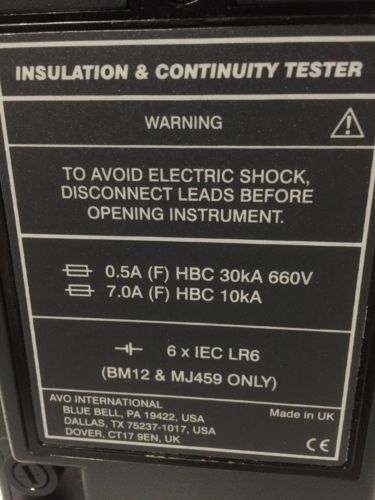 INSULATION & CONTINUITY TESTER
WARNING
TO AVOID ELECTRIC SHOCK,
DISCONNECT LEADS BEFORE
OPENING INSTRUMENT.
0.5A (F) HBC 30kA 660V
7.0A (F) HBC 10kA
6 x IEC LR6
(BM12 & MJ459 ONLY)
AVO INTERNATIONAL
BLUE BELL, PA 19422, USA
DALLAS, TX 75237-1017, USA
DOVER, CT17 9EN, UK
Made in UK
CE